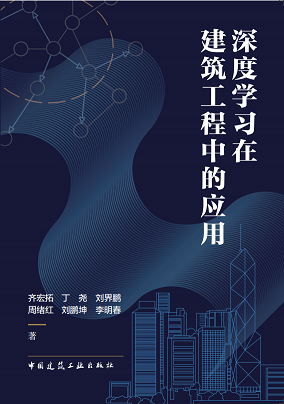 深度学习在
建筑工程中的应用
齐宏拓 丁 尧 刘界鹏
周绪红 刘鹏坤 李明春
著
中国建筑工业出版社